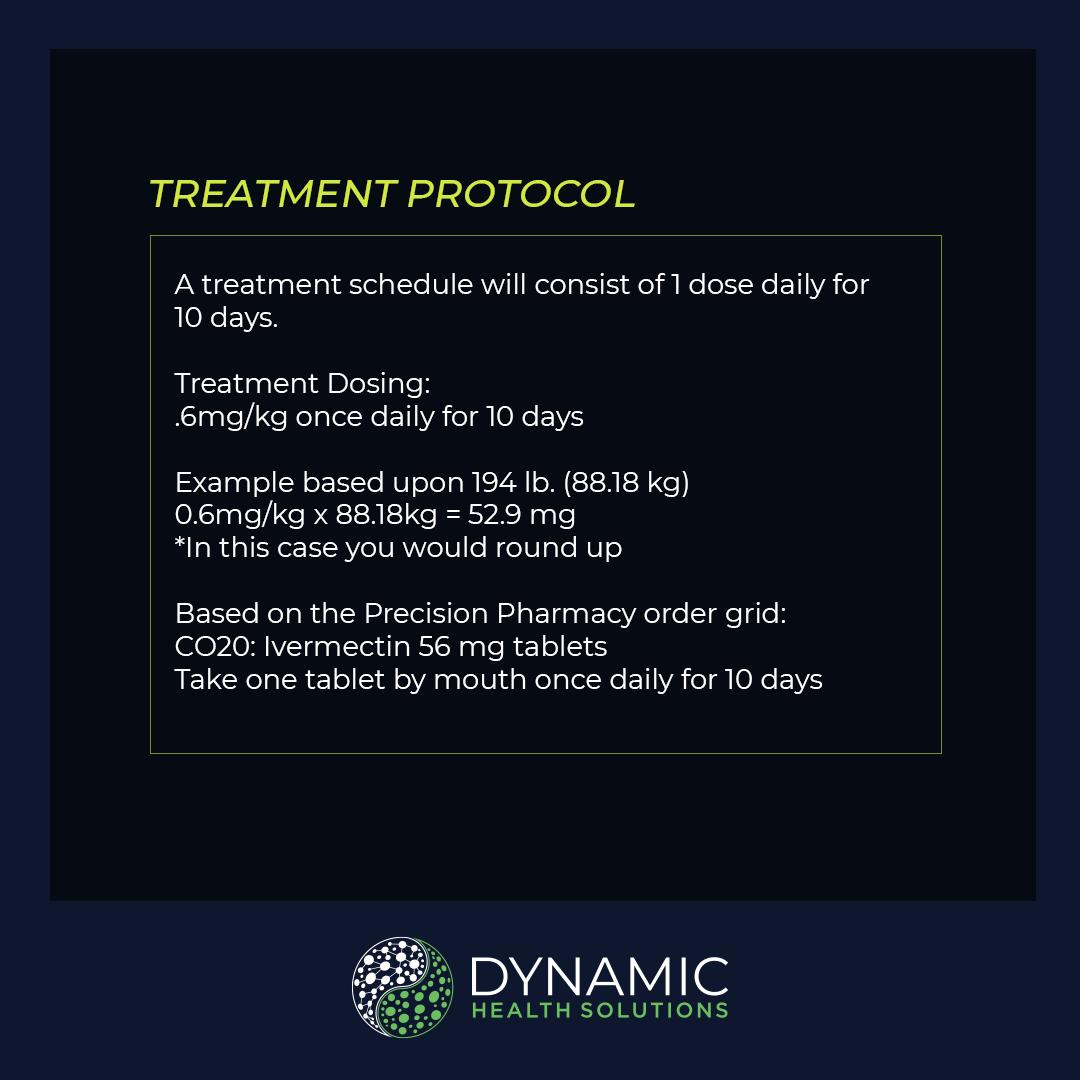 TREATMENT PROTOCOL
A treatment schedule will consist of 1 dose daily for
10 days.
Treatment Dosing:
.6mg/kg once daily for 10 days
Example based upon 194 lb. (88.18 kg)
0.6mg/kg x 88.18kg = 52.9 mg
*In this case you would round up
Based on the Precision Pharmacy order grid:
CO20: Ivermectin 56 mg tablets
Take one tablet by mouth once daily for 10 days
DYNAMIC
HEALTH SOLUTIONS